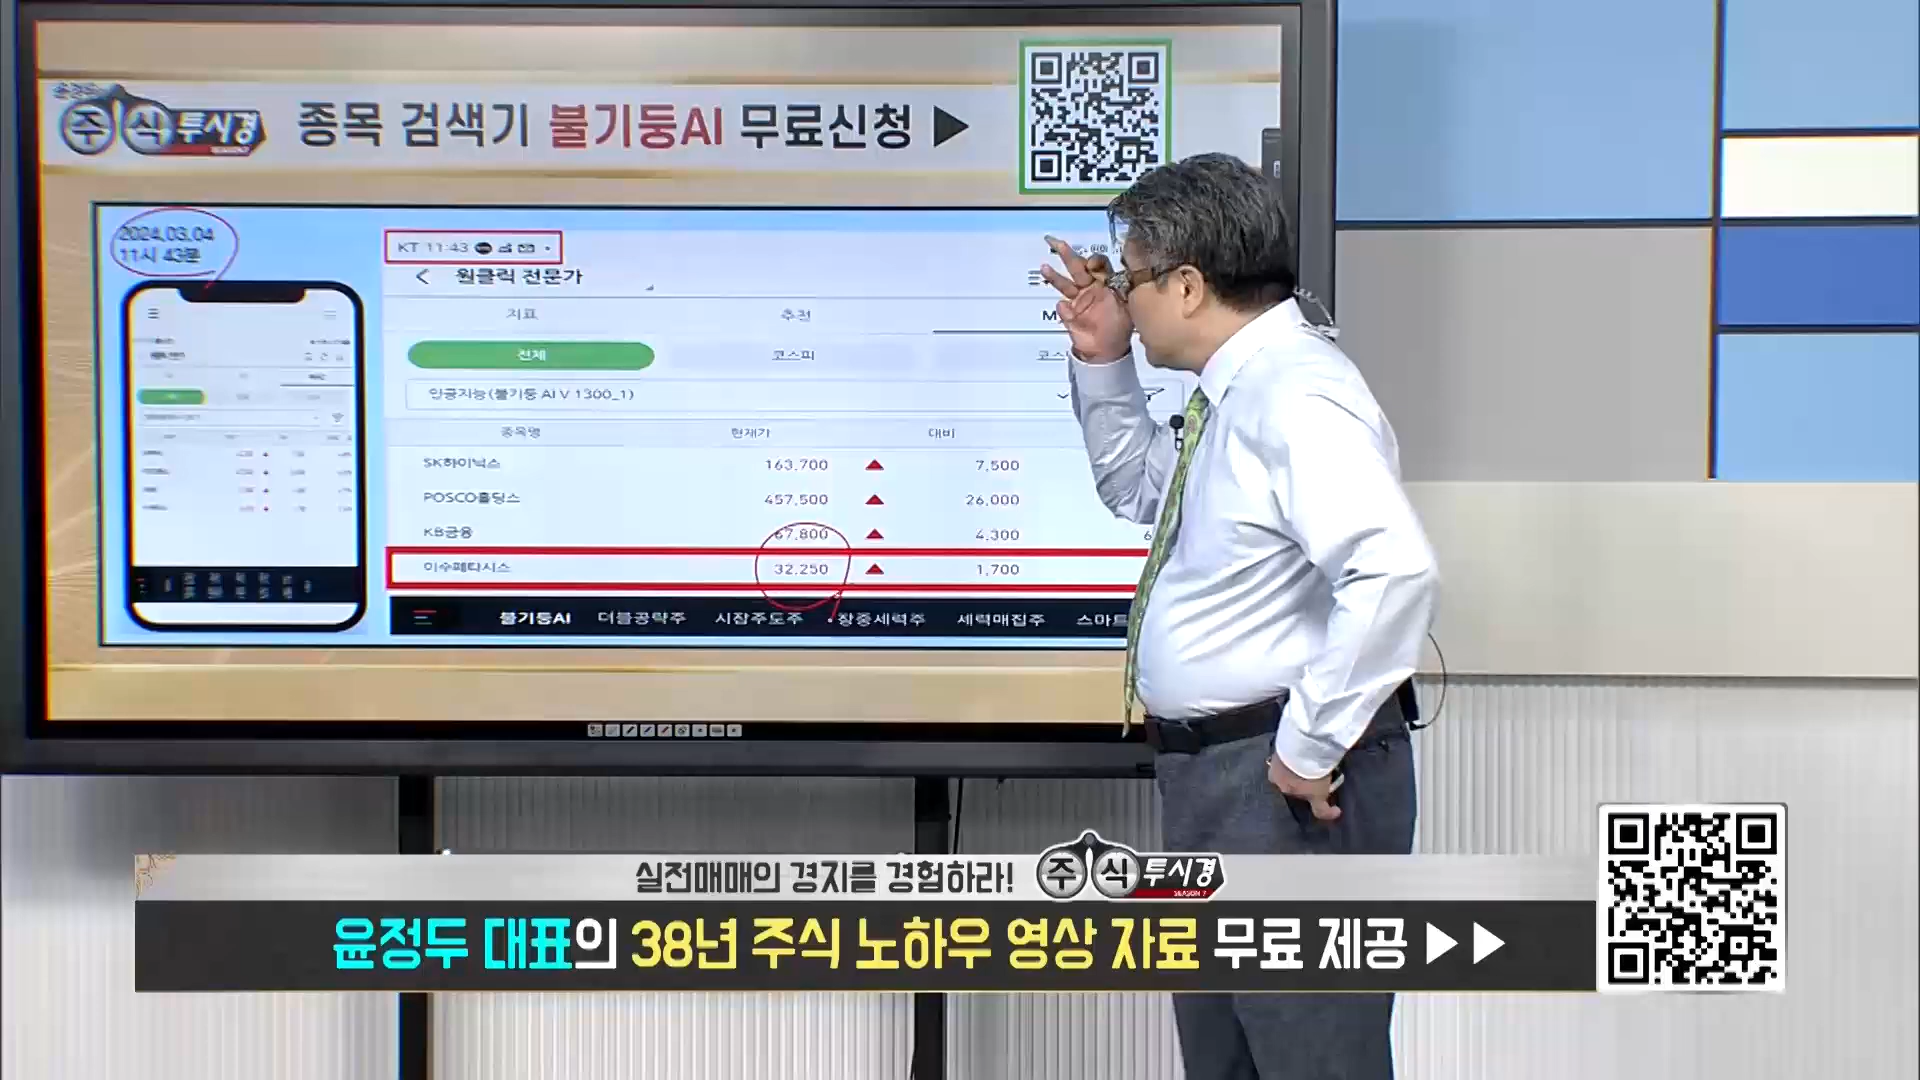 주식투시경
종목 검색기 불기둥AI 무료신청 ▶
2024.03.04
11시 43분
KT 11:43
원클릭 전문가
지표 추천
전체 코스피
인공지능(불기둥 AI V 1300_1)
종목명 현재가 대비
SK하이닉스 163,700 ▲ 7,500
POSCO홀딩스 457,500 ▲ 26,000
KB금융 67,800 ▲ 4,300 6
이수페타시스 32,250 ▲ 1,700
불기둥AI 더블공략주 시장주도주 장중세력주 세력매집주 스마트
실전매매의 경지를 경험하라! 주식투시경
SEASON 7
윤정두 대표의 38년 주식 노하우 영상 자료 무료 제공 ▶▶